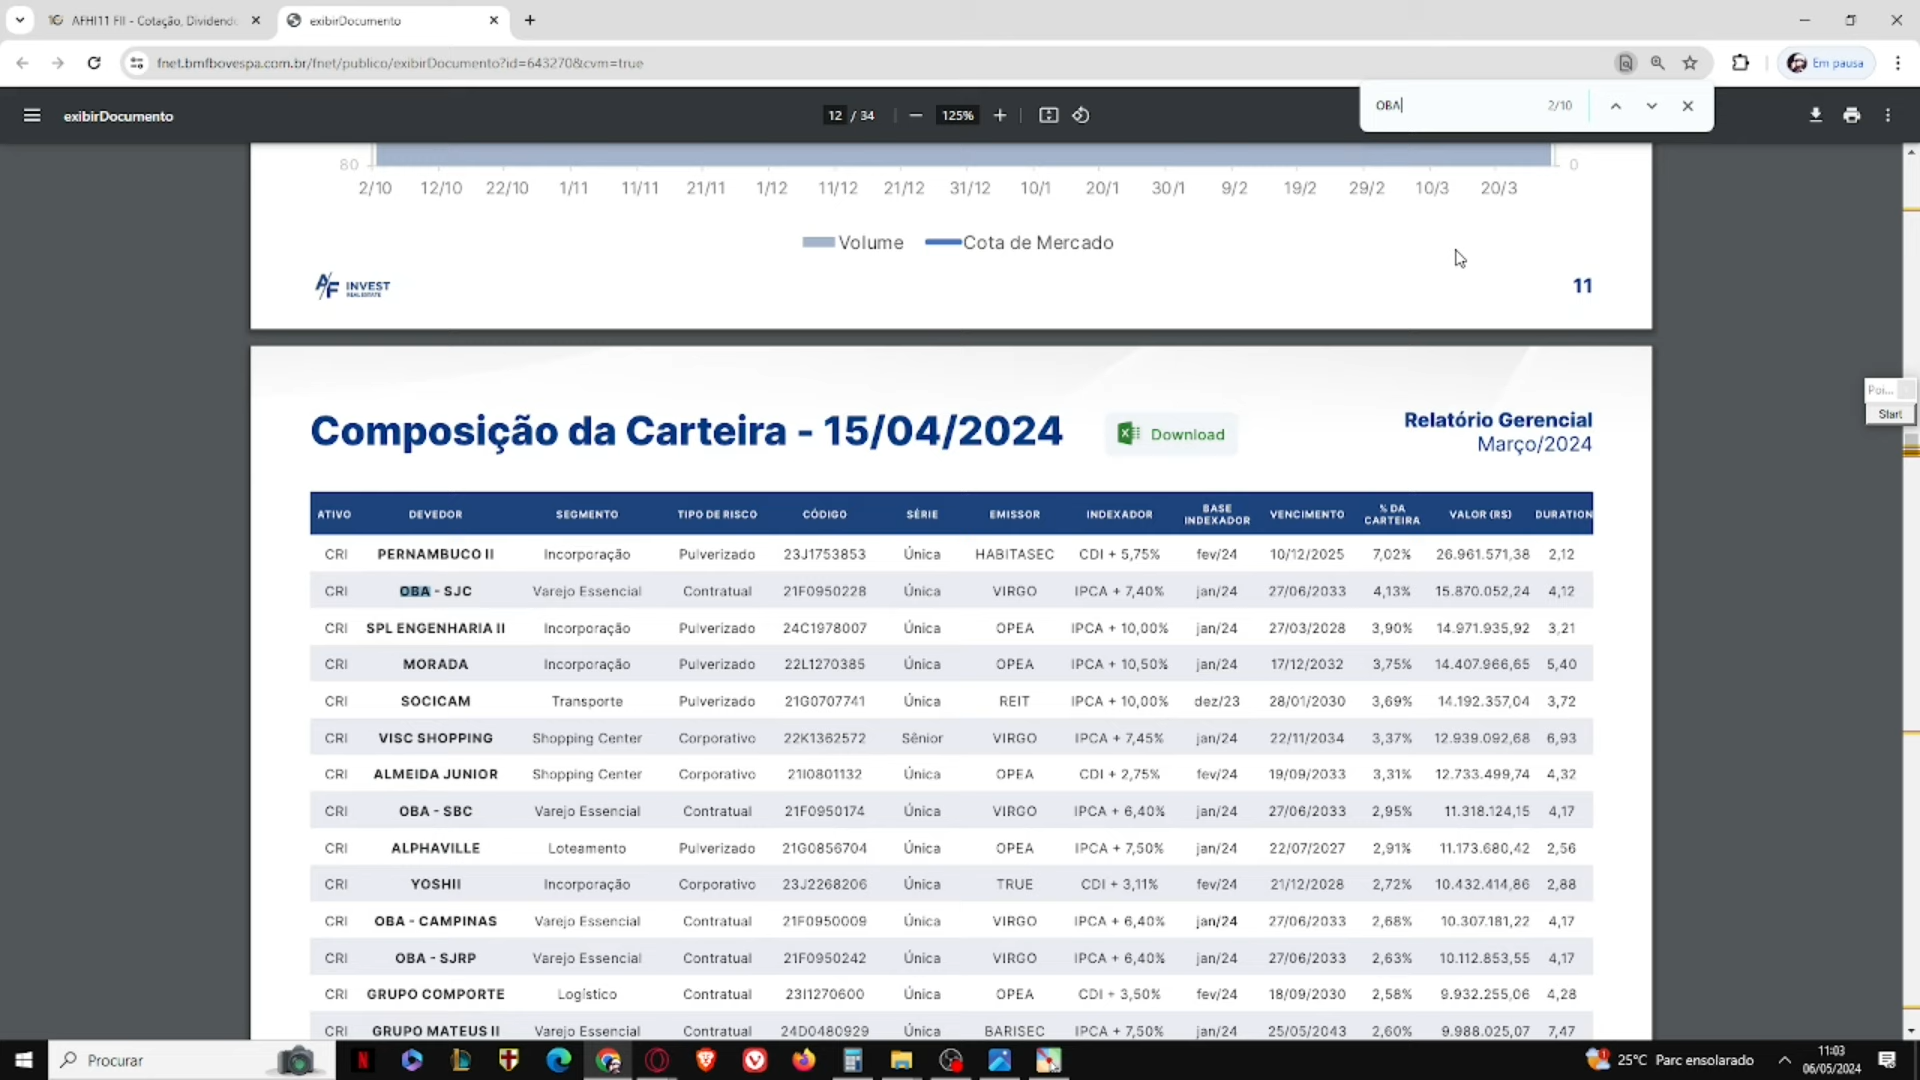 AFHI11 FII - Cotação, Dividend
exibirDocumento
fnet.bmfbovespa.com.br/fnet/publico/exibirDocumento?id=643270&cvm=true
Em pausa
exibirDocumento
12 / 34
125%
OBA
2/10
80
0
2/10 12/10 22/10 1/11 11/11 21/11 1/12 11/12 21/12 31/12 10/1 20/1 30/1 9/2 19/2 29/2 10/3 20/3
Volume Cota de Mercado
AF INVEST
REAL ESTATE
11
Composição da Carteira - 15/04/2024
Download
Relatório Gerencial
Março/2024
Poi...
Start
ATIVO DEVEDOR SEGMENTO TIPO DE RISCO CÓDIGO SÉRIE EMISSOR INDEXADOR BASE INDEXADOR VENCIMENTO % DA CARTEIRA VALOR (R$) DURATION
CRI PERNAMBUCO II Incorporação Pulverizado 23J1753853 Única HABITASEC CDI + 5,75% fev/24 10/12/2025 7,02% 26.961.571,38 2,12
CRI OBA - SJC Varejo Essencial Contratual 21F0950228 Única VIRGO IPCA + 7,40% jan/24 27/06/2033 4,13% 15.870.052,24 4,12
CRI SPL ENGENHARIA II Incorporação Pulverizado 24C1978007 Única OPEA IPCA + 10,00% jan/24 27/03/2028 3,90% 14.971.935,92 3,21
CRI MORADA Incorporação Pulverizado 22L1270385 Única OPEA IPCA + 10,50% jan/24 17/12/2032 3,75% 14.407.966,65 5,40
CRI SOCICAM Transporte Pulverizado 21G0707741 Única REIT IPCA + 10,00% dez/23 28/01/2030 3,69% 14.192.357,04 3,72
CRI VISC SHOPPING Shopping Center Corporativo 22K1362572 Sênior VIRGO IPCA + 7,45% jan/24 22/11/2034 3,37% 12.939.092,68 6,93
CRI ALMEIDA JUNIOR Shopping Center Corporativo 21I0801132 Única OPEA CDI + 2,75% fev/24 19/09/2033 3,31% 12.733.499,74 4,32
CRI OBA - SBC Varejo Essencial Contratual 21F0950174 Única VIRGO IPCA + 6,40% jan/24 27/06/2033 2,95% 11.318.124,15 4,17
CRI ALPHAVILLE Loteamento Pulverizado 21G0856704 Única OPEA IPCA + 7,50% jan/24 22/07/2027 2,91% 11.173.680,42 2,56
CRI YOSHII Incorporação Corporativo 23J2268206 Única TRUE CDI + 3,11% fev/24 21/12/2028 2,72% 10.432.414,86 2,88
CRI OBA - CAMPINAS Varejo Essencial Contratual 21F0950009 Única VIRGO IPCA + 6,40% jan/24 27/06/2033 2,68% 10.307.181,22 4,17
CRI OBA - SJRP Varejo Essencial Contratual 21F0950242 Única VIRGO IPCA + 6,40% jan/24 27/06/2033 2,63% 10.112.853,55 4,17
CRI GRUPO COMPORTE Logístico Contratual 23I1270600 Única OPEA CDI + 3,50% fev/24 18/09/2030 2,58% 9.932.255,06 4,28
CRI GRUPO MATEUS II Varejo Essencial Contratual 24D0480929 Única BARISEC IPCA + 7,50% jan/24 25/05/2043 2,60% 9.988.025,07 7,47
Procurar
25°C Parc ensolarado
11:03
06/05/2024